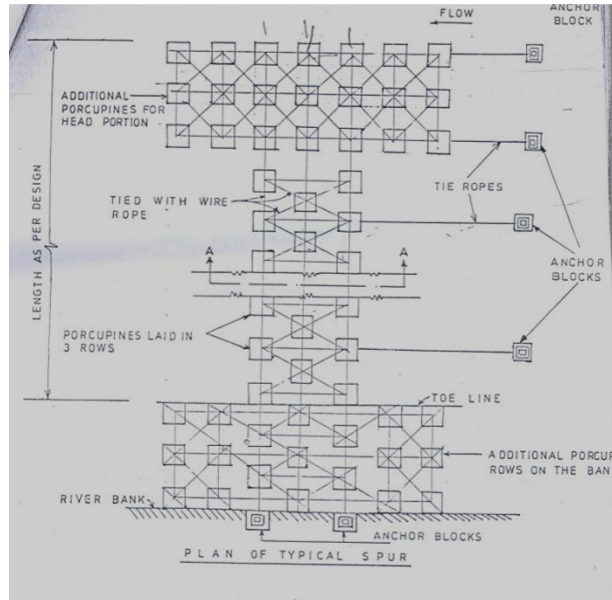 FLOW
ANCHOR
BLOCK
ADDITIONAL
PORCUPINES FOR
HEAD PORTION
LENGTH AS PER DESIGN
TIED WITH WIRE
ROPE
TIE ROPES
A
A
ANCHOR
BLOCKS
PORCUPINES LAID IN
3 ROWS
TOE LINE
ADDITIONAL PORCUP
ROWS ON THE BAN
RIVER BANK
ANCHOR BLOCKS
PLAN OF TYPICAL SPUR